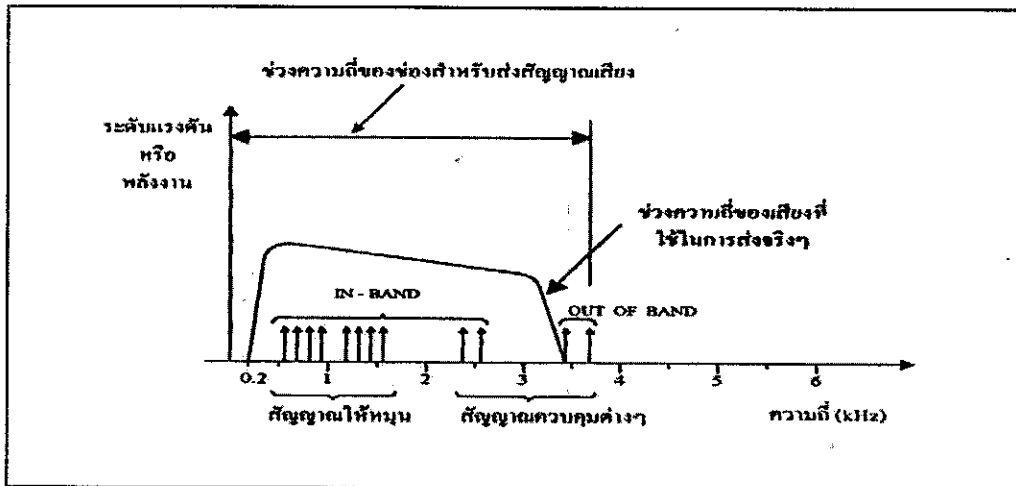 ช่วงความถี่ของช่องสำหรับส่งสัญญาณเสียง
ระดับแรงดัน
หรือ
พลังงาน
ช่วงความถี่ของเสียงที่
ใช้ในการส่งจริงๆ
IN - BAND
OUT OF BAND
0.2 1 2 3 4 5 6
สัญญาณให้หมุน
สัญญาณควบคุมต่างๆ
ความถี่ (kHz)